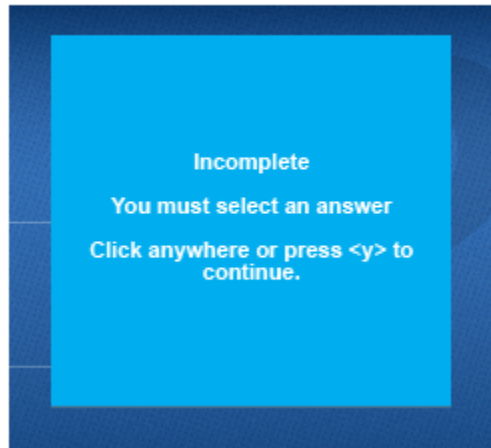 Incomplete
You must select an answer
Click anywhere or press <y> to
continue.